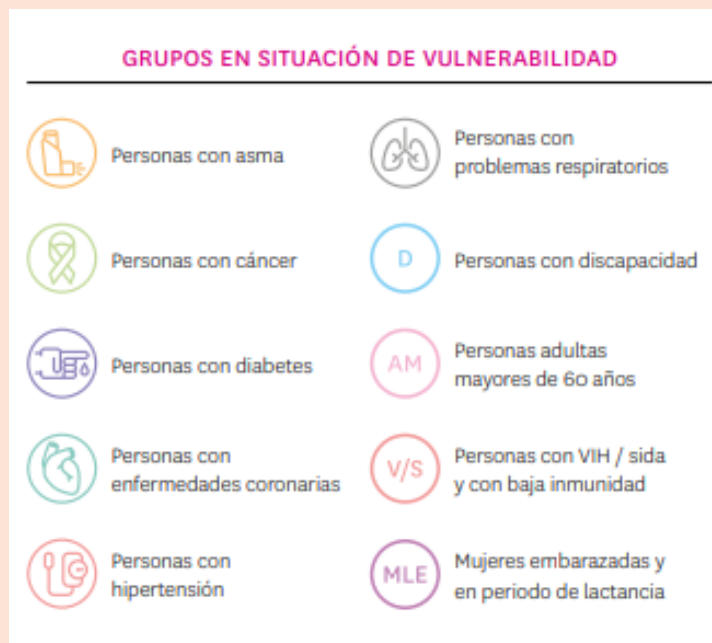 GRUPOS EN SITUACIÓN DE VULNERABILIDAD
Personas con asma
Personas con
problemas respiratorios
Personas con cáncer
D
Personas con discapacidad
Personas con diabetes
AM
Personas adultas
mayores de 60 años
Personas con
enfermedades coronarias
V/S
Personas con VIH / sida
y con baja inmunidad
Personas con
hipertensión
MLE
Mujeres embarazadas y
en periodo de lactancia